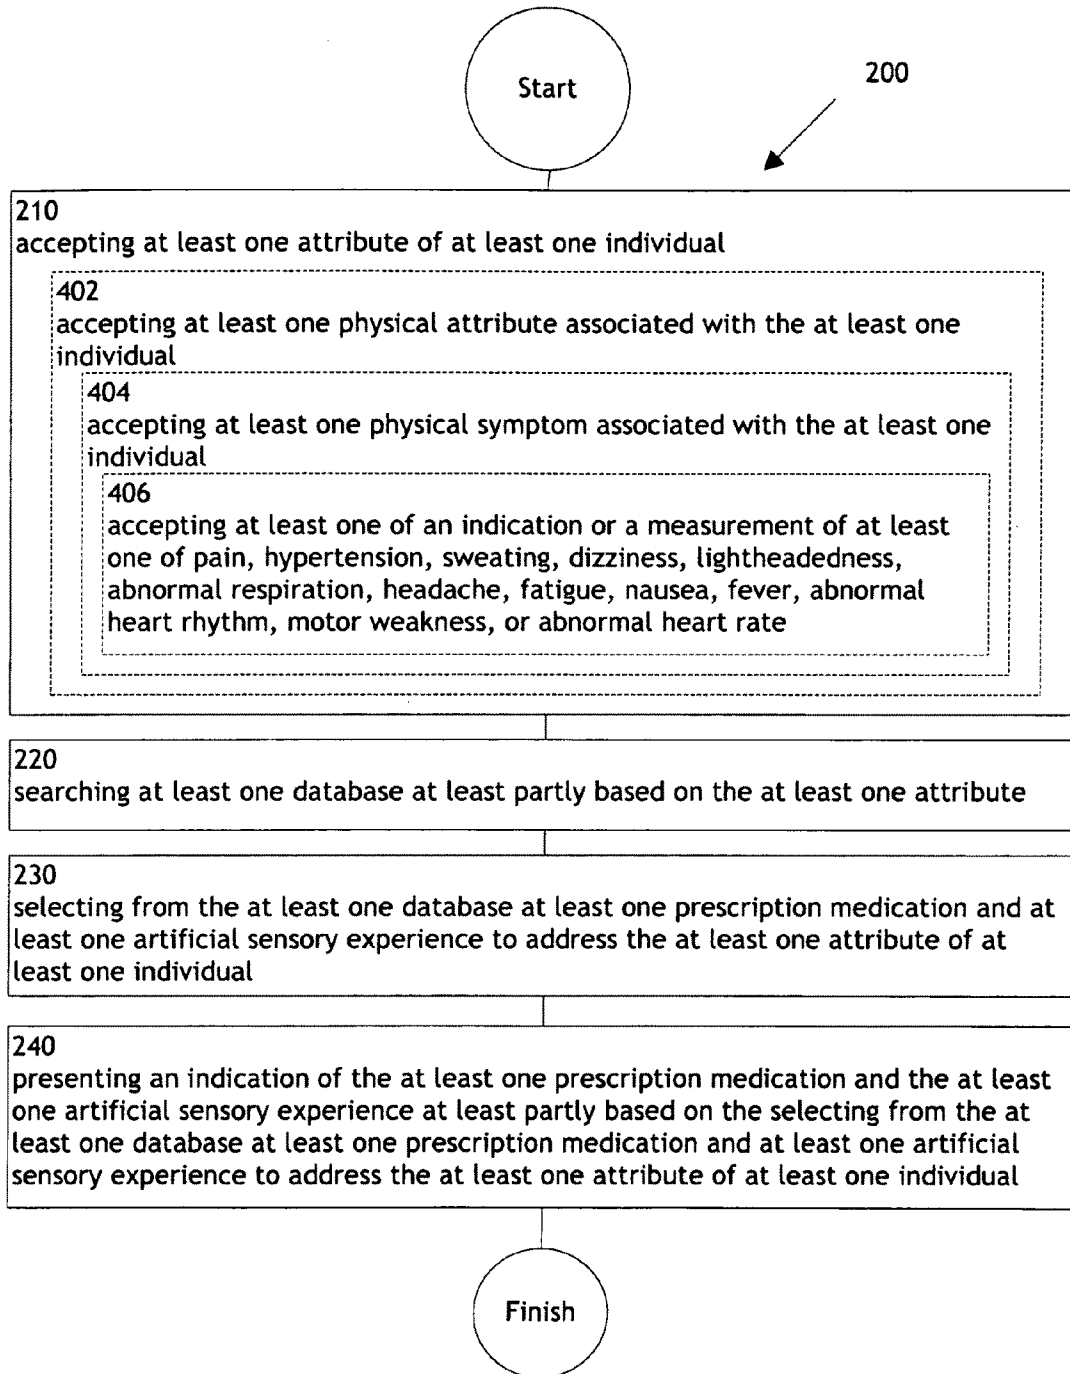 Start
200
210
accepting at least one attribute of at least one individual
402
accepting at least one physical attribute associated with the at least one
individual
404
accepting at least one physical symptom associated with the at least one
individual
406
accepting at least one of an indication or a measurement of at least
one of pain, hypertension, sweating, dizziness, lightheadedness,
abnormal respiration, headache, fatigue, nausea, fever, abnormal
heart rhythm, motor weakness, or abnormal heart rate
220
searching at least one database at least partly based on the at least one attribute
230
selecting from the at least one database at least one prescription medication and at
least one artificial sensory experience to address the at least one attribute of at
least one individual
240
presenting an indication of the at least one prescription medication and the at least
one artificial sensory experience at least partly based on the selecting from the at
least one database at least one prescription medication and at least one artificial
sensory experience to address the at least one attribute of at least one individual
Finish